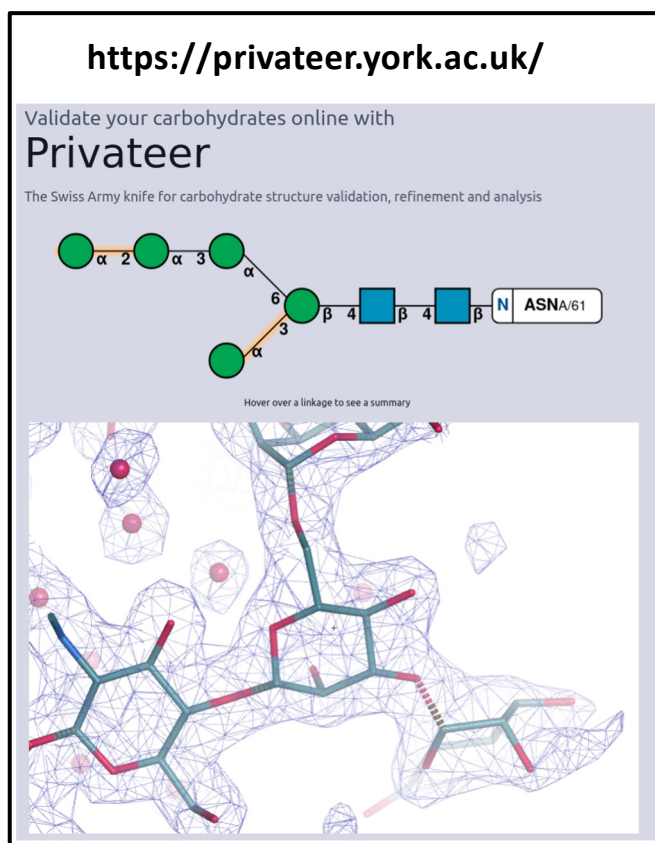 https://privateer.york.ac.uk/
Validate your carbohydrates online with
Privateer
The Swiss Army knife for carbohydrate structure validation, refinement and analysis
α 2 α 3 α
6 β 4 β 4 β N ASNA/61
3
α
Hover over a linkage to see a summary